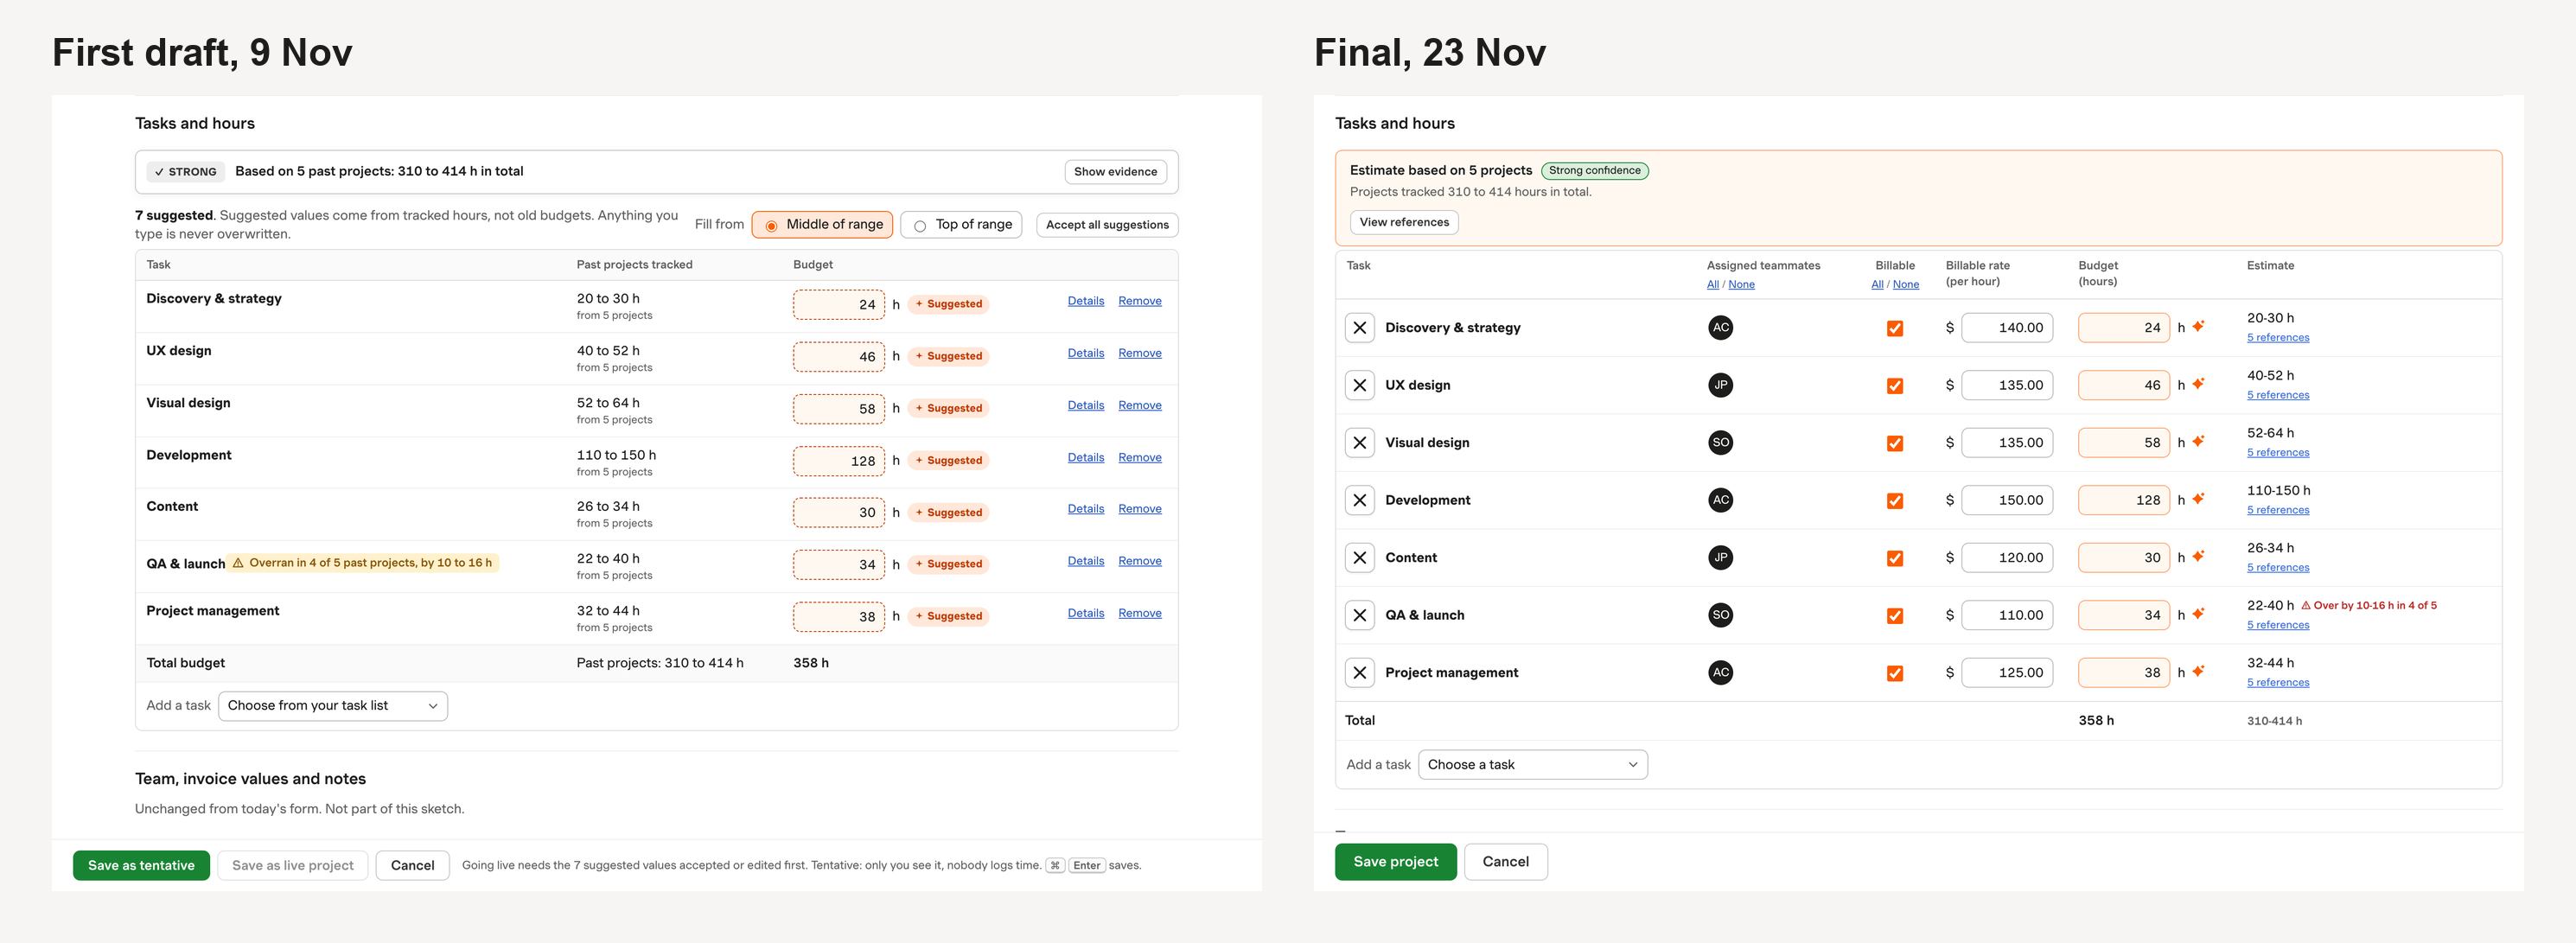 First draft, 9 Nov
Tasks and hours
✓ STRONG Based on 5 past projects: 310 to 414 h in total Show evidence
7 suggested. Suggested values come from tracked hours, not old budgets. Anything you
type is never overwritten.
Fill from Middle of range Top of range Accept all suggestions
Task Past projects tracked Budget
Discovery & strategy 20 to 30 h 24 h + Suggested Details Remove
from 5 projects
UX design 40 to 52 h 46 h + Suggested Details Remove
from 5 projects
Visual design 52 to 64 h 58 h + Suggested Details Remove
from 5 projects
Development 110 to 150 h 128 h + Suggested Details Remove
from 5 projects
Content 26 to 34 h 30 h + Suggested Details Remove
from 5 projects
QA & launch ⚠ Overran in 4 of 5 past projects, by 10 to 16 h 22 to 40 h 34 h + Suggested Details Remove
from 5 projects
Project management 32 to 44 h 38 h + Suggested Details Remove
from 5 projects
Total budget Past projects: 310 to 414 h 358 h
Add a task Choose from your task list
Team, invoice values and notes
Unchanged from today's form. Not part of this sketch.
Save as tentative Save as live project Cancel Going live needs the 7 suggested values accepted or edited first. Tentative: only you see it, nobody logs time. ⌘ Enter saves.
Final, 23 Nov
Tasks and hours
Estimate based on 5 projects Strong confidence
Projects tracked 310 to 414 hours in total.
View references
Task Assigned teammates Billable Billable rate Budget Estimate
All / None All / None (per hour) (hours)
Discovery & strategy AC $ 140.00 24 h 20-30 h
5 references
UX design JP $ 135.00 46 h 40-52 h
5 references
Visual design SO $ 135.00 58 h 52-64 h
5 references
Development AC $ 150.00 128 h 110-150 h
5 references
Content JP $ 120.00 30 h 26-34 h
5 references
QA & launch SO $ 110.00 34 h 22-40 h ⚠ Over by 10-16 h in 4 of 5
5 references
Project management AC $ 125.00 38 h 32-44 h
5 references
Total 358 h 310-414 h
Add a task Choose a task
Save project Cancel